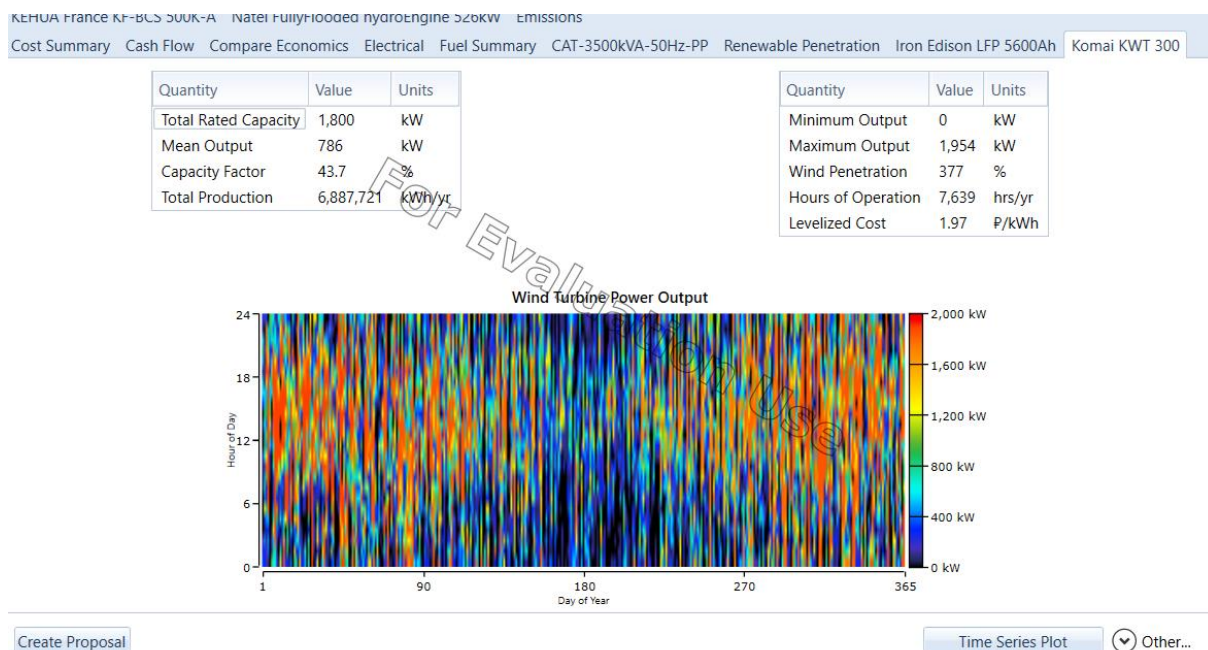 KEHUA France KF-BCS 500K-A Natel FullyFlooded hydroEngine 526kW Emissions
Cost Summary Cash Flow Compare Economics Electrical Fuel Summary CAT-3500kVA-50Hz-PP Renewable Penetration Iron Edison LFP 5600Ah Komai KWT 300
Quantity Value Units
Total Rated Capacity 1,800 kW
Mean Output 786 kW
Capacity Factor 43.7 %
Total Production 6,887,721 kWh/yr
Quantity Value Units
Minimum Output 0 kW
Maximum Output 1,954 kW
Wind Penetration 377 %
Hours of Operation 7,639 hrs/yr
Levelized Cost 1.97 ₽/kWh
For Evaluation Use
Wind Turbine Power Output
Hour of Day
24
18
12
6
0
1 90 180 270 365
Day of Year
2,000 kW
1,600 kW
1,200 kW
800 kW
400 kW
0 kW
Create Proposal Time Series Plot Other...